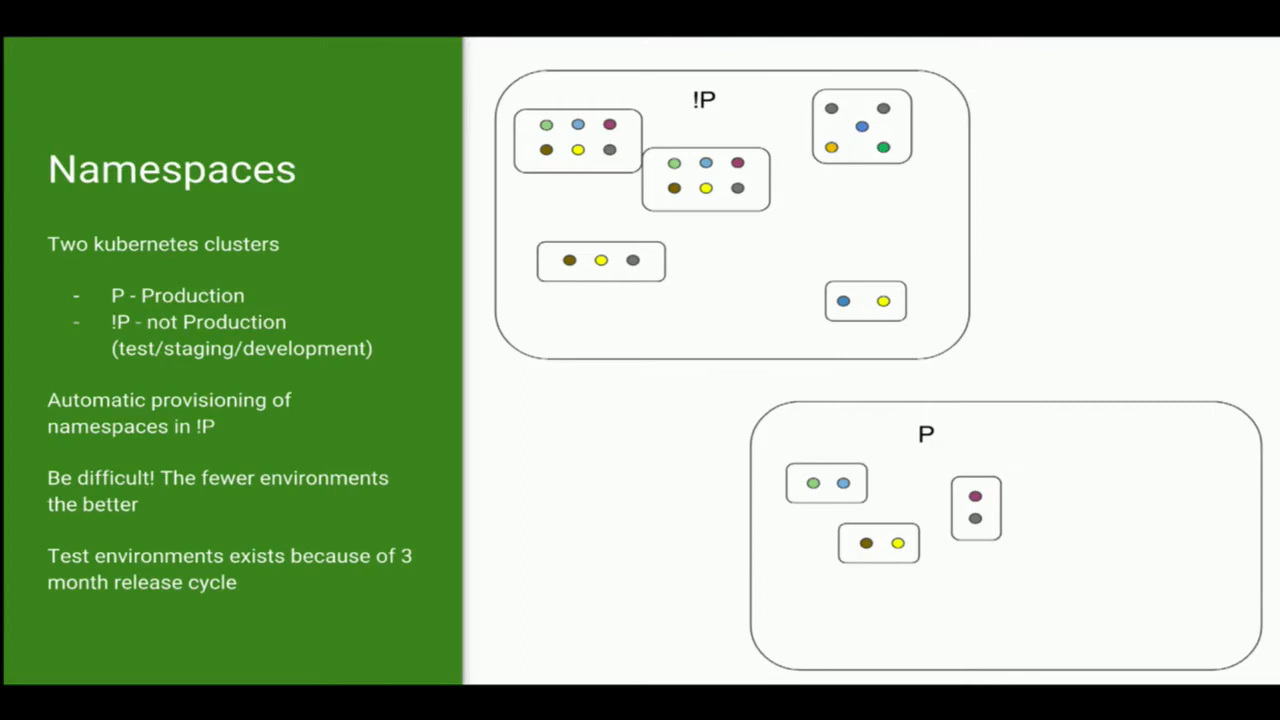 Namespaces
Two kubernetes clusters
- P - Production
- !P - not Production
(test/staging/development)
Automatic provisioning of
namespaces in !P
Be difficult! The fewer environments
the better
Test environments exists because of 3
month release cycle
!P
P